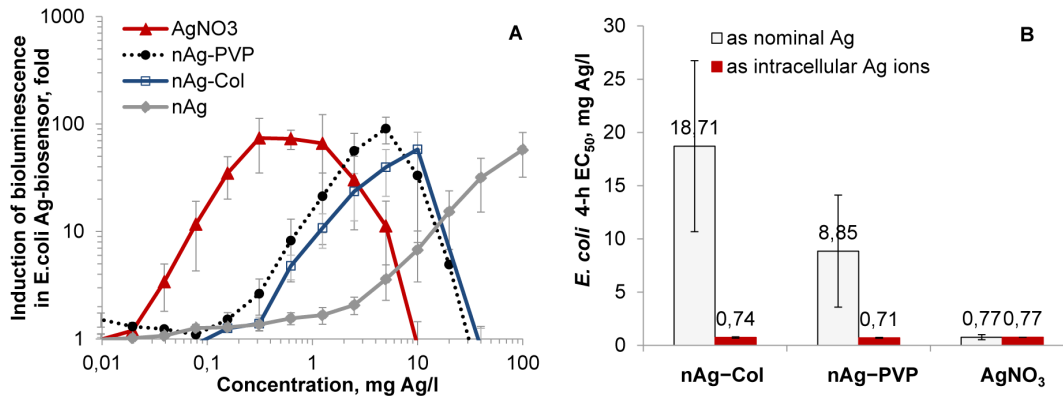 1000
100
10
1
Induction of bioluminescence
in E.coli Ag-biosensor, fold
AgNO3
nAg-PVP
nAg-Col
nAg
A
0,01
0,1
1
10
100
Concentration, mg Ag/l
B
35
30
25
20
15
10
5
0
E. coli 4-h EC50, mg Ag/l
as nominal Ag
as intracellular Ag ions
18,71
0,74
8,85
0,71
0,77
0,77
nAg−Col
nAg−PVP
AgNO3